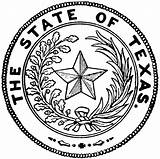 THE STATE OF TEXAS.